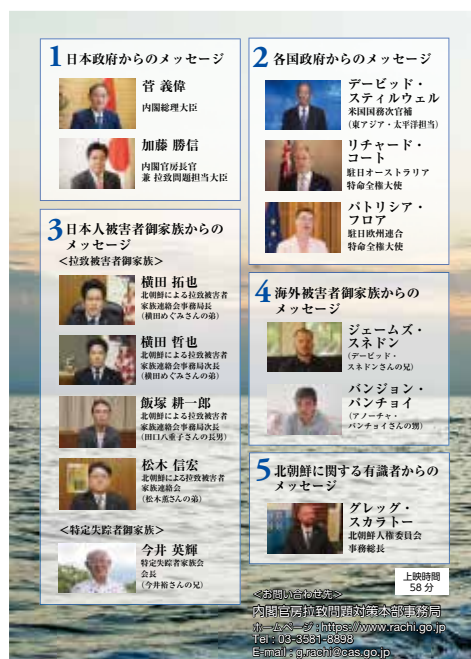 1 日本政府からのメッセージ
菅 義偉
内閣総理大臣
加藤 勝信
内閣官房長官
兼 拉致問題担当大臣
2 各国政府からのメッセージ
デービッド・
スティルウェル
米国国務次官補
(東アジア・太平洋担当)
リチャード・
コート
駐日オーストラリア
特命全権大使
パトリシア・
フロア
駐日欧州連合
特命全権大使
3 日本人被害者御家族からの
メッセージ
<拉致被害者御家族>
横田 拓也
北朝鮮による拉致被害者
家族連絡会事務局長
(横田めぐみさんの弟)
横田 哲也
北朝鮮による拉致被害者
家族連絡会事務局次長
(横田めぐみさんの弟)
飯塚 耕一郎
北朝鮮による拉致被害者
家族連絡会事務局次長
(田口八重子さんの長男)
松木 信宏
北朝鮮による拉致被害者
家族連絡会
(松木薫さんの弟)
<特定失踪者御家族>
今井 英輝
特定失踪者家族会
会長
(今井裕さんの兄)
4 海外被害者御家族からの
メッセージ
ジェームズ・
スネドン
(デービッド・
スネドンさんの兄)
バンジョン・
パンチョイ
(アノーチャ・
パンチョイさんの甥)
5 北朝鮮に関する有識者からの
メッセージ
グレッグ・
スカラトー
北朝鮮人権委員会
事務総長
上映時間
58 分
<お問い合わせ先>
内閣官房拉致問題対策本部事務局
ホームページ : https://www.rachi.go.jp
Tel : 03-3581-8898
E-mail : g.rachi@cas.go.jp